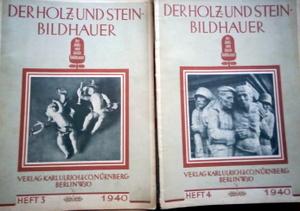 DER HOLZ-UND STEIN-
BILDHAUER
VERLAG KARL ULRICH & CO. NÜRNBERG
BERLIN W30
HEFT 3
1940
DER HOLZ-UND STEIN-
BILDHAUER
VERLAG KARL ULRICH & CO. NÜRNBERG
BERLIN W30
HEFT 4
1940